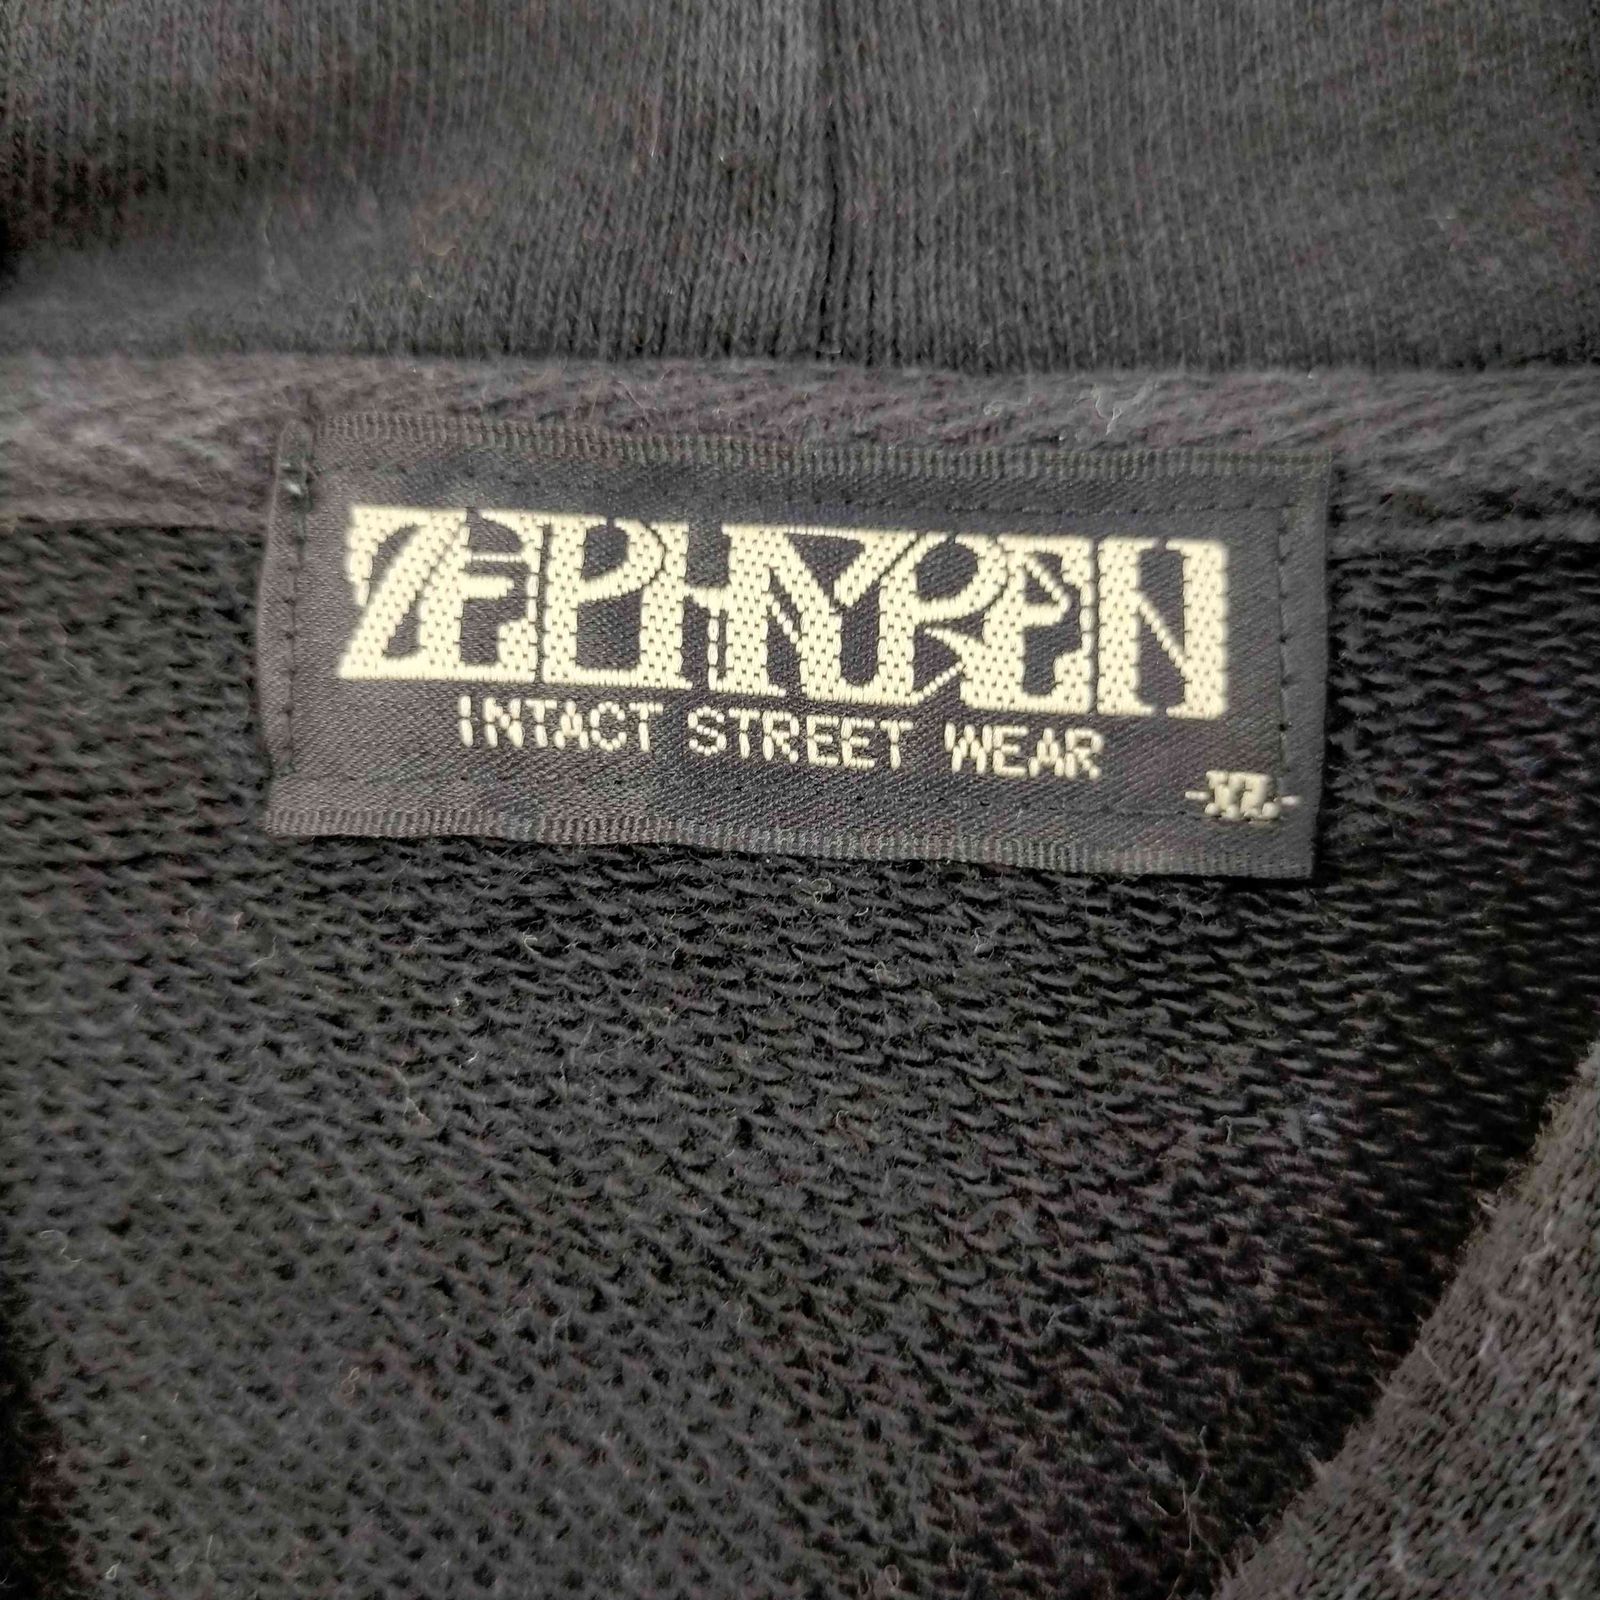 ZEPHYREN
INTACT STREET WEAR
-XL-